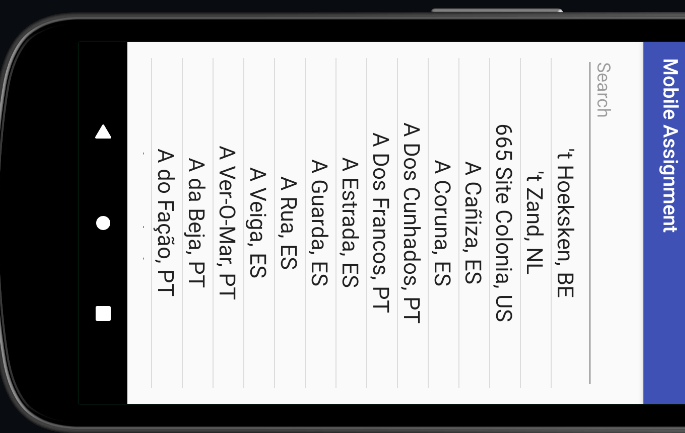 Mobile Assignment
Search
't Hoeksken, BE
't Zand, NL
665 Site Colonia, US
A Cañiza, ES
A Coruna, ES
A Dos Cunhados, PT
A Dos Francos, PT
A Estrada, ES
A Guarda, ES
A Rua, ES
A Veiga, ES
A Ver-O-Mar, PT
A da Beja, PT
A do Fação, PT